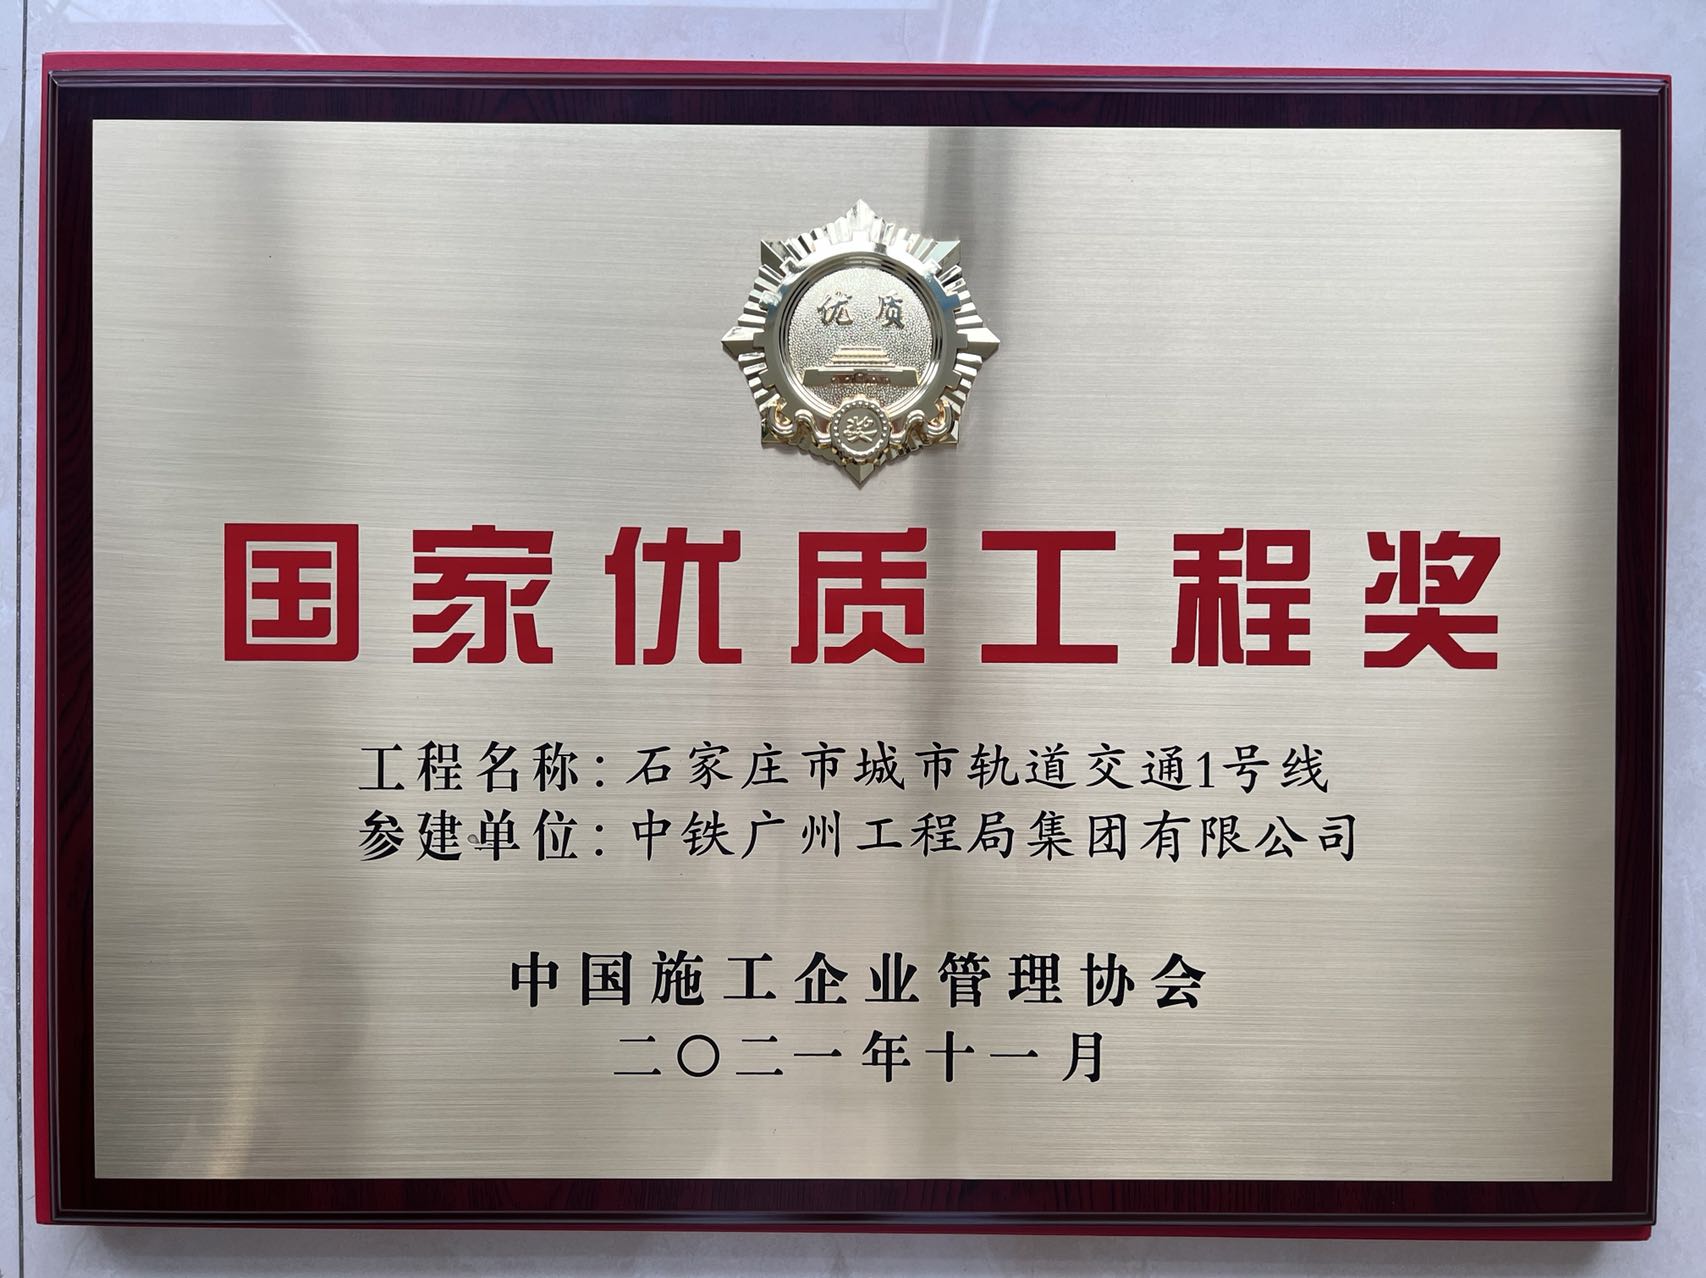 优质
奖
国家优质工程奖
工程名称：石家庄市城市轨道交通1号线
参建单位：中铁广州工程局集团有限公司
中国施工企业管理协会
二〇二一年十一月